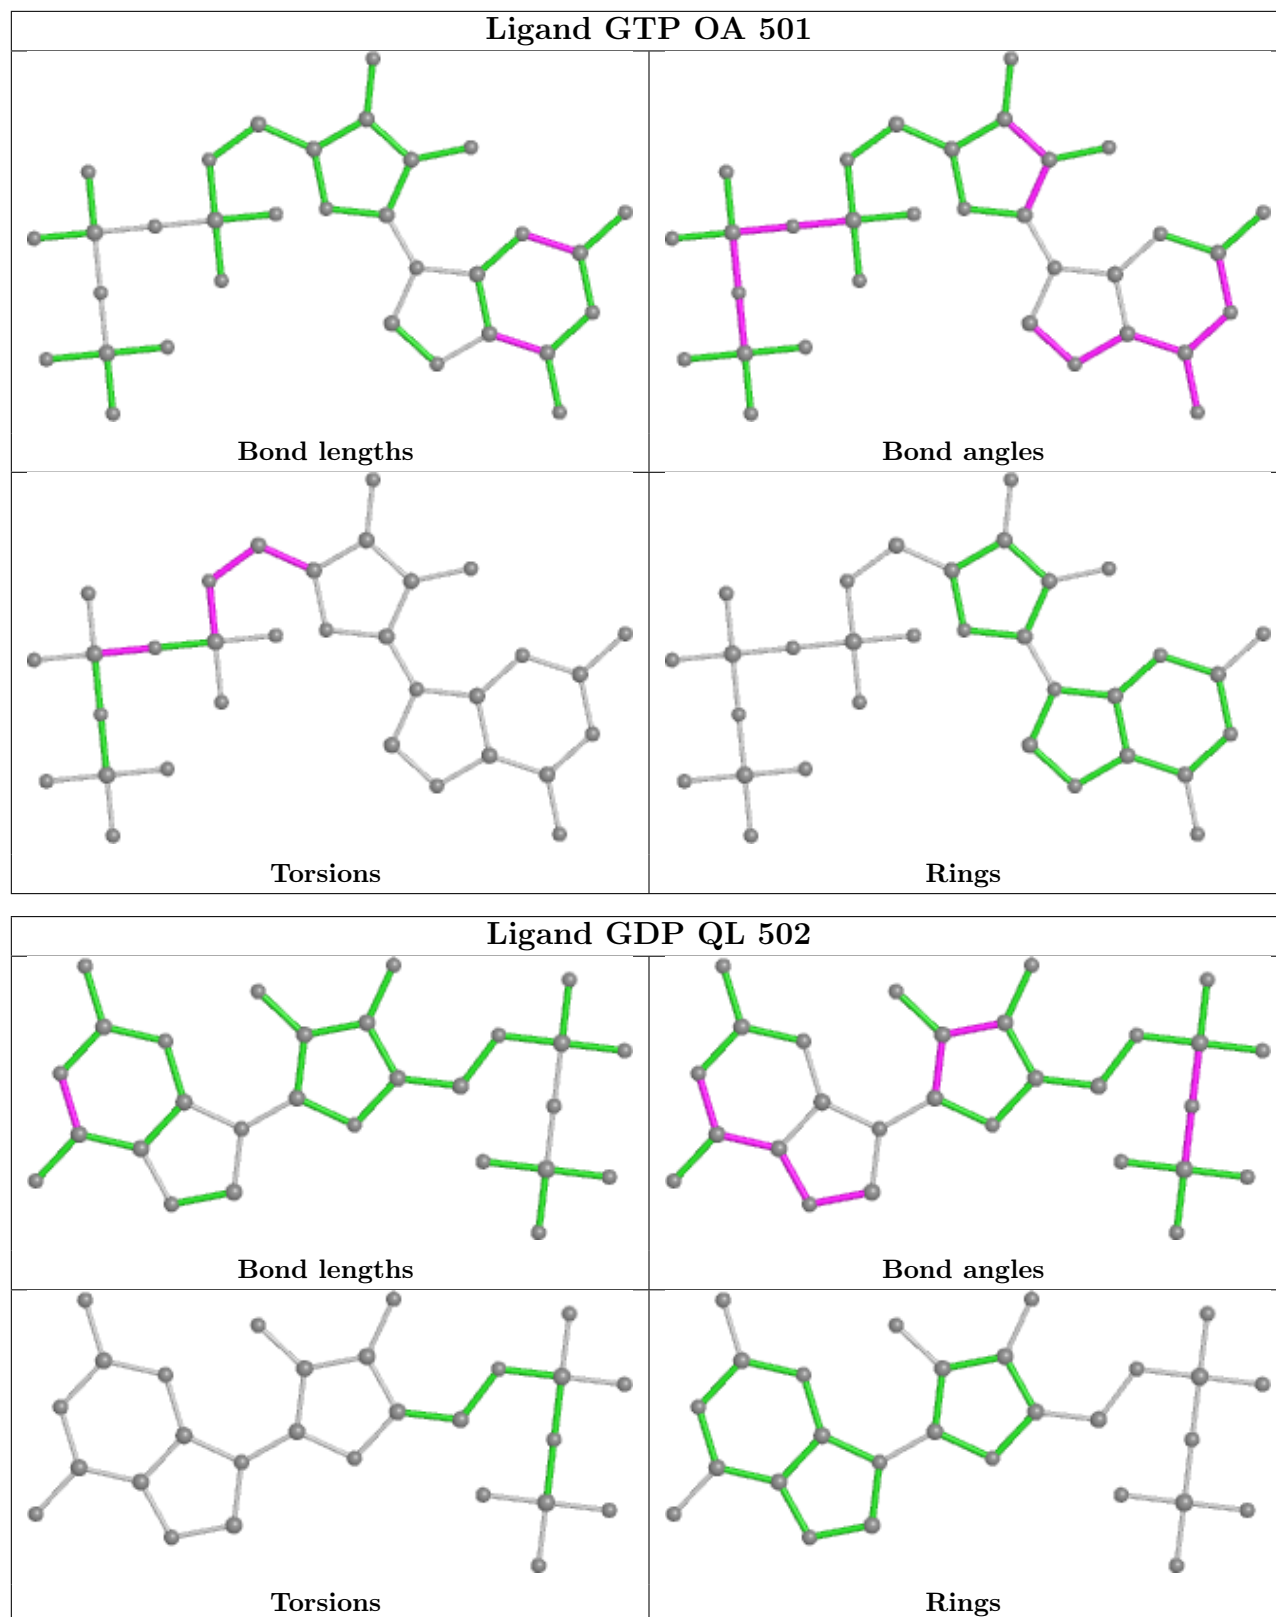 Ligand GTP OA 501
Bond lengths
Bond angles
Torsions
Rings
Ligand GDP QL 502
Bond lengths
Bond angles
Torsions
Rings